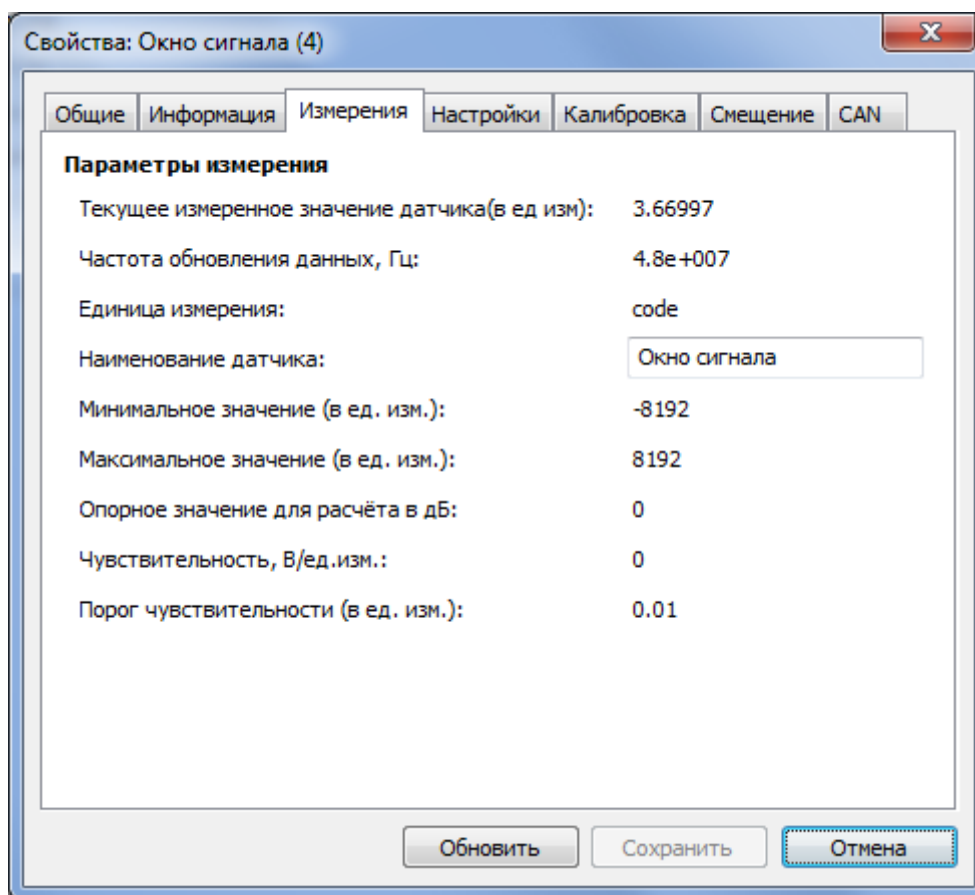 Свойства: Окно сигнала (4)
Общие Информация Измерения Настройки Калибровка Смещение CAN
Параметры измерения
Текущее измеренное значение датчика(в ед изм): 3.66997
Частота обновления данных, Гц: 4.8e+007
Единица измерения: code
Наименование датчика: Окно сигнала
Минимальное значение (в ед. изм.): -8192
Максимальное значение (в ед. изм.): 8192
Опорное значение для расчёта в дБ: 0
Чувствительность, В/ед.изм.: 0
Порог чувствительности (в ед. изм.): 0.01
Обновить Сохранить Отмена